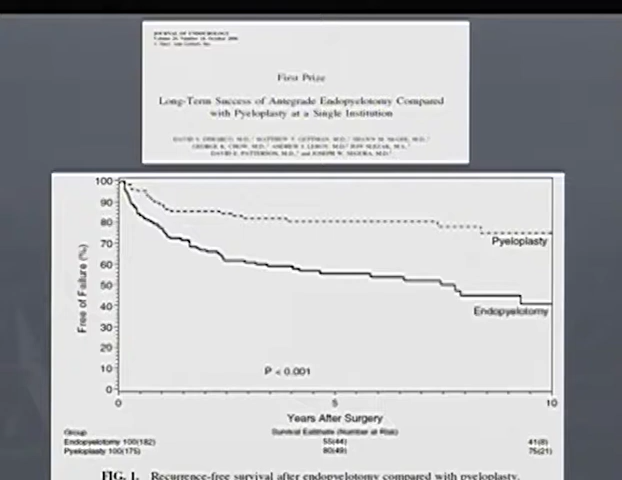 JOURNAL OF ENDOUROLOGY
First Prize
Long-Term Success of Antegrade Endopyelotomy Compared
with Pyeloplasty at a Single Institution
100
90
80
70
60
50
40
30
20
10
0
Free of Failure (%)
Pyeloplasty
Endopyelotomy
P < 0.001
0
5
10
Years After Surgery
Group
Survival Estimate (Number at Risk)
Endopyelotomy 100(182) 55(44) 41(8)
Pyeloplasty 100(175) 80(49) 75(21)
FIG. 1. Recurrence-free survival after endopyelotomy compared with pyeloplasty.